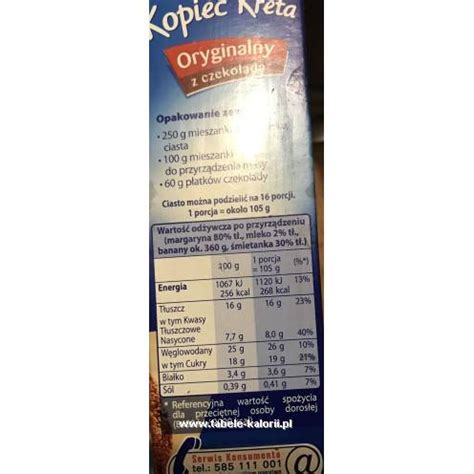 Kopiec Kreta
Oryginalny
z czekoladą
Opakowanie
• 250 g mieszanki
ciasta
• 100 g mieszanki
do przyrządzenia masy
• 60 g płatków czekolady
Ciasto można podzielić na 16 porcji.
1 porcja = około 105 g
Wartość odżywcza po przyrządzeniu
(margaryna 80% tł., mleko 2% tł.,
banany ok. 360 g, śmietanka 30% tł.)
100 g 1 porcja = 105 g (%*)
Energia 1067 kJ 1120 kJ 13%
256 kcal 268 kcal
Tłuszcz 16 g 16 g 23%
w tym Kwasy
Tłuszczowe
Nasycone 7,7 g 8,0 g 40%
Węglowodany 25 g 26 g 10%
w tym Cukry 18 g 19 g 21%
Białko 3,4 g 3,6 g 7%
Sól 0,39 g 0,41 g 7%
* Referencyjna wartość spożycia
dla przeciętnej osoby dorosłej
www.tabele-kalorii.pl
Serwis Konsumenta
tel.: 585 111 001 @